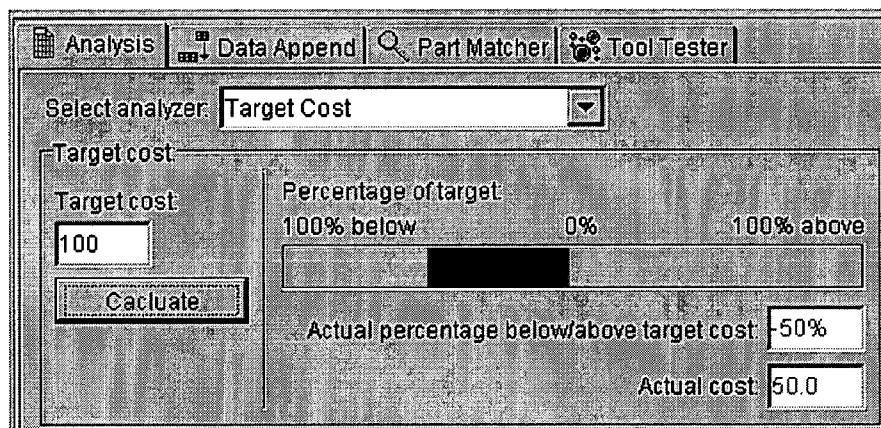 Analysis Data Append Part Matcher Tool Tester
Select analyzer: Target Cost
Target cost:
Target cost:
100
Cacluate
Percentage of target:
100% below 0% 100% above
Actual percentage below/above target cost: -50%
Actual cost: 50.0